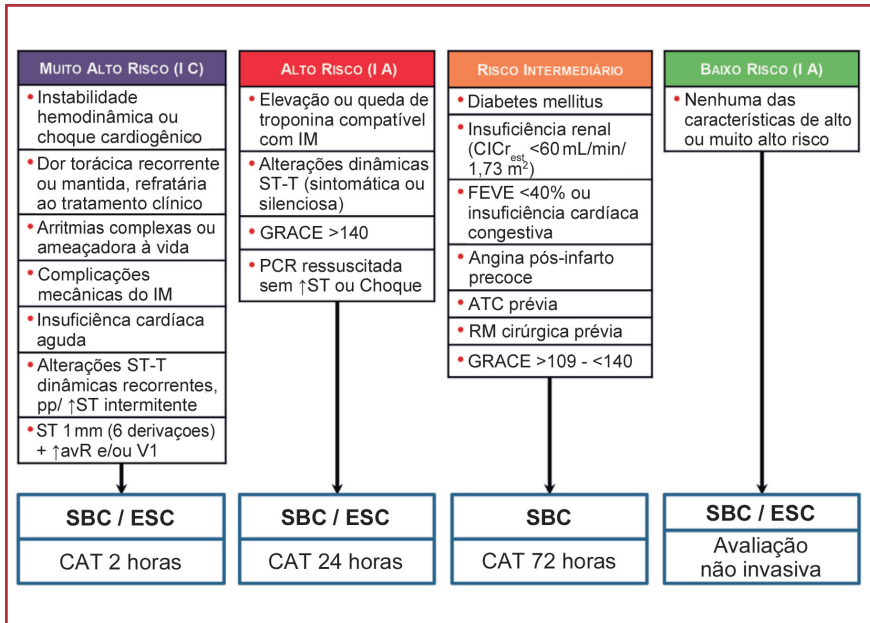 MUITO ALTO RISCO (I C)
• Instabilidade
hemodinâmica ou
choque cardiogênico
• Dor torácica recorrente
ou mantida, refratária
ao tratamento clínico
• Arritmias complexas ou
ameaçadora à vida
• Complicações
mecânicas do IM
• Insuficiênca cardíaca
aguda
• Alterações ST-T
dinâmicas recorrentes,
pp/ ↑ST intermitente
• ST 1 mm (6 derivaçoes)
+ ↑avR e/ou V1
SBC / ESC
CAT 2 horas
ALTO RISCO (I A)
• Elevação ou queda de
troponina compatível
com IM
• Alterações dinâmicas
ST-T (sintomática ou
silenciosa)
• GRACE >140
• PCR ressuscitada
sem ↑ST ou Choque
SBC / ESC
CAT 24 horas
RISCO INTERMEDIÁRIO
• Diabetes mellitus
• Insuficiência renal
(ClCrest <60 mL/min/
1,73 m²)
• FEVE <40% ou
insuficiência cardíaca
congestiva
• Angina pós-infarto
precoce
• ATC prévia
• RM cirúrgica prévia
• GRACE >109 - <140
SBC
CAT 72 horas
BAIXO RISCO (I A)
• Nenhuma das
características de alto
ou muito alto risco
SBC / ESC
Avaliação
não invasiva